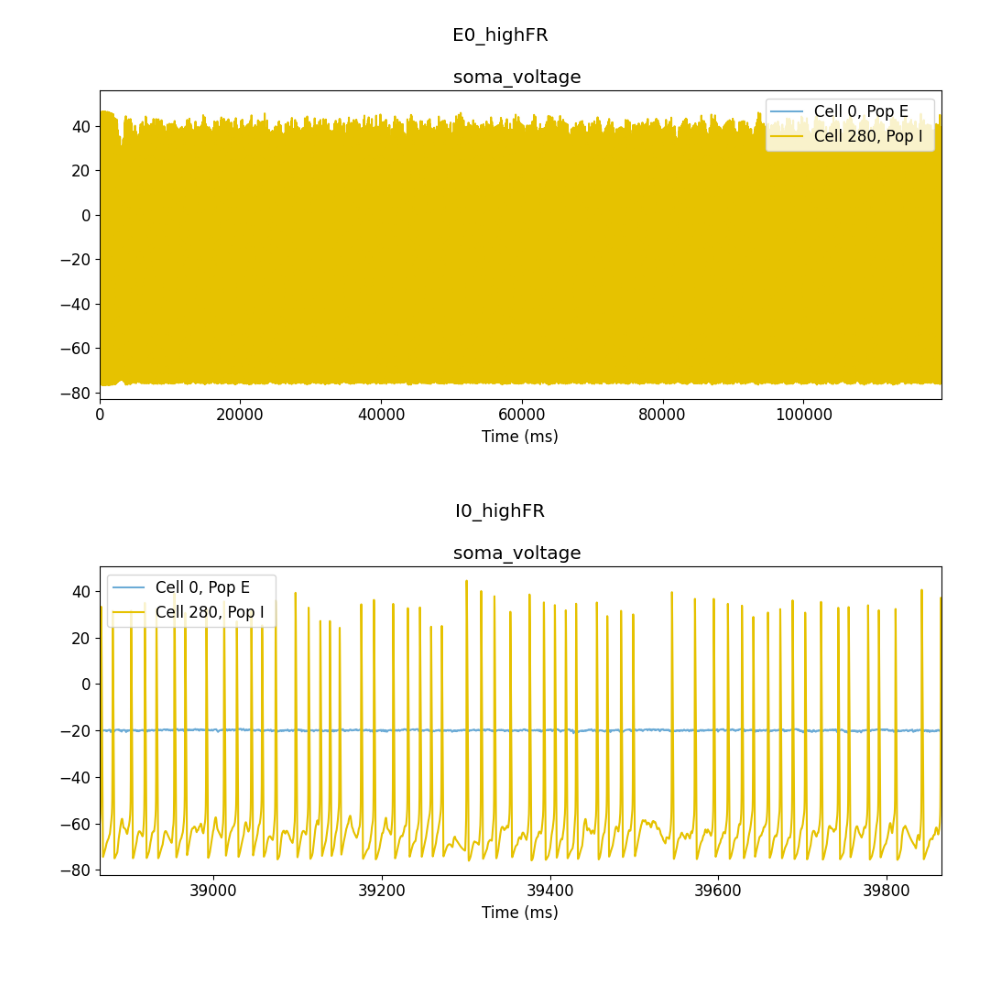 E0_highFR
soma_voltage
Cell 0, Pop E
Cell 280, Pop I
40
20
0
−20
−40
−60
−80
0 20000 40000 60000 80000 100000
Time (ms)
I0_highFR
soma_voltage
Cell 0, Pop E
Cell 280, Pop I
40
20
0
−20
−40
−60
−80
39000 39200 39400 39600 39800
Time (ms)